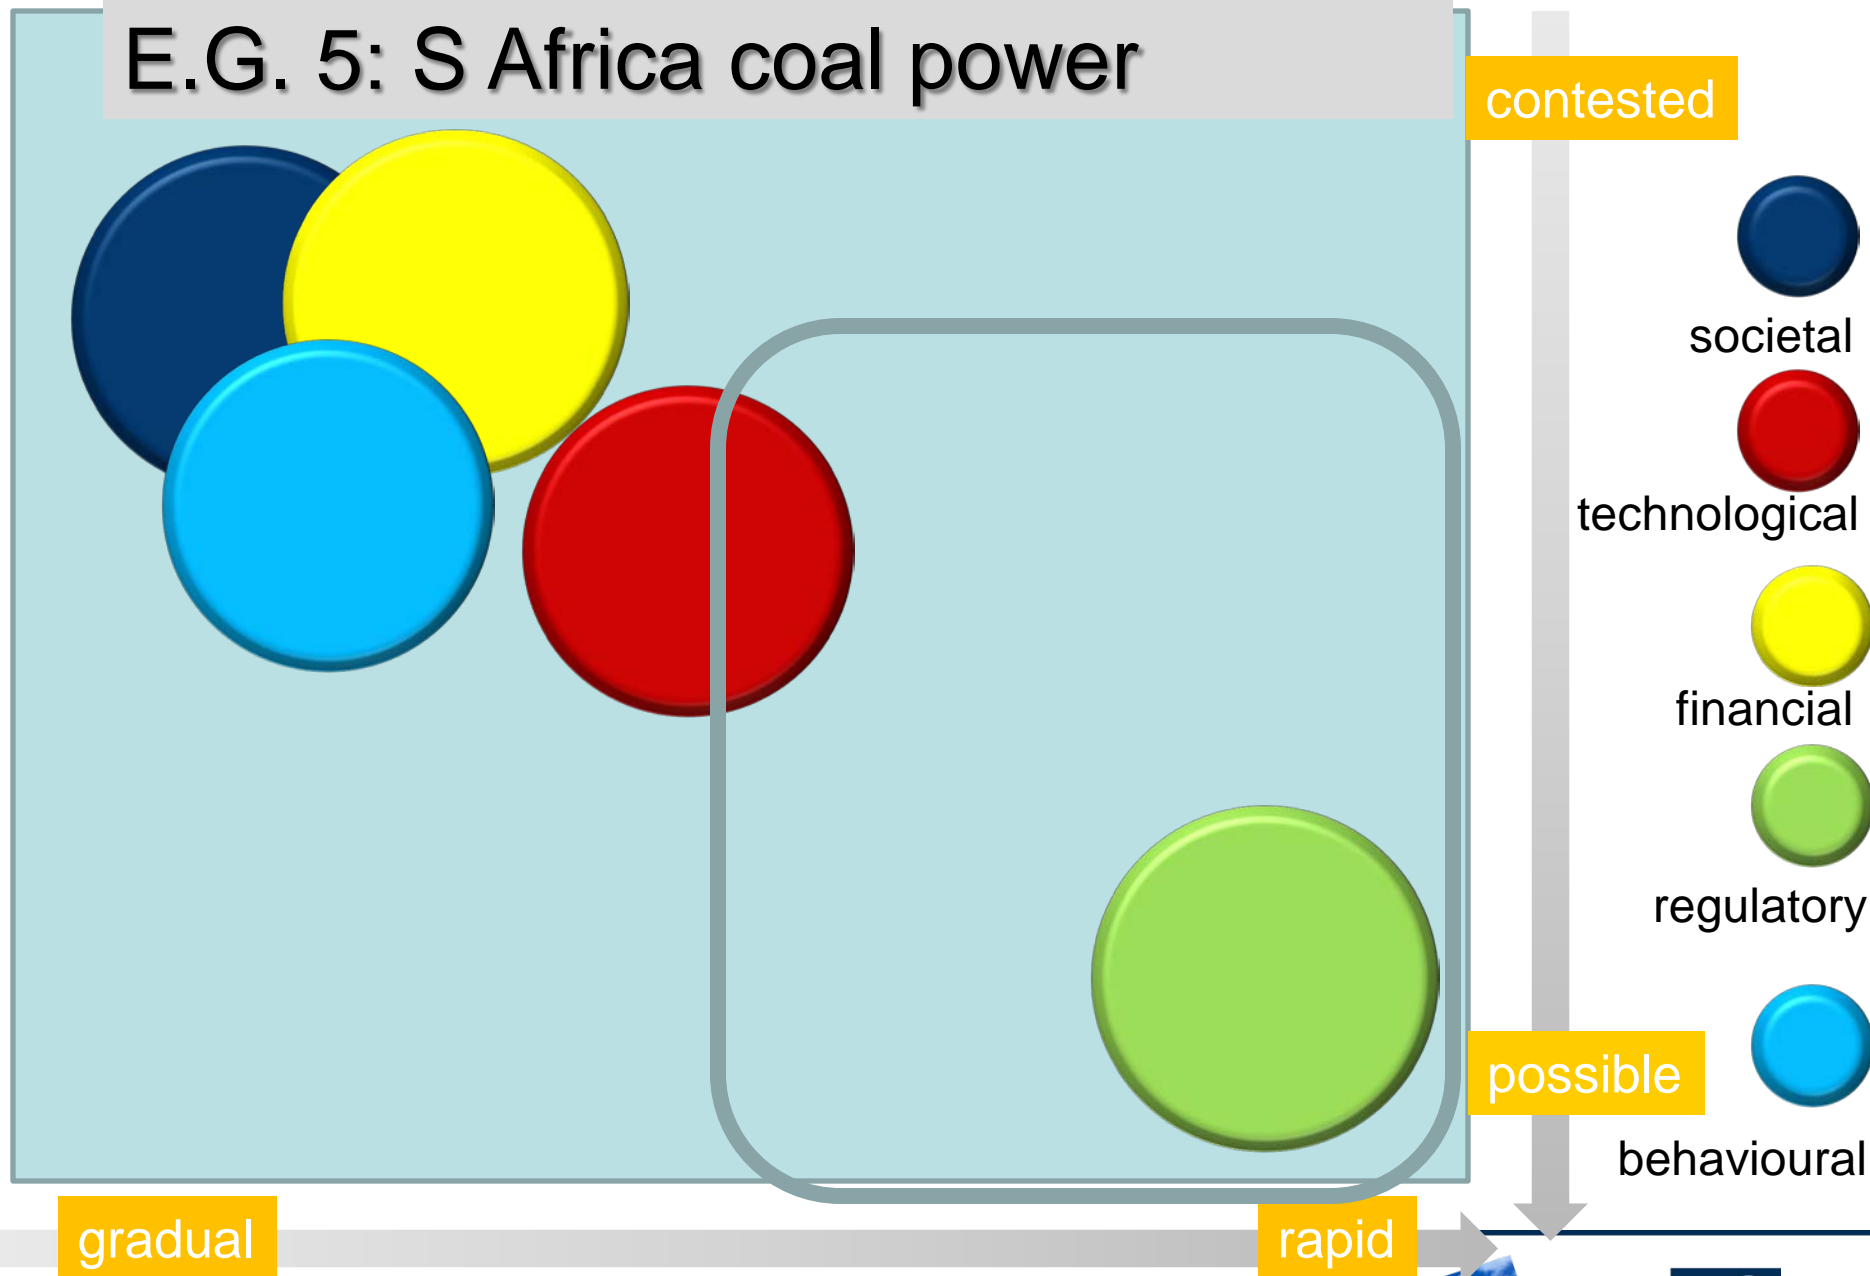 E.G. 5: S Africa coal power
contested
societal
technological
financial
regulatory
possible
behavioural
gradual
rapid